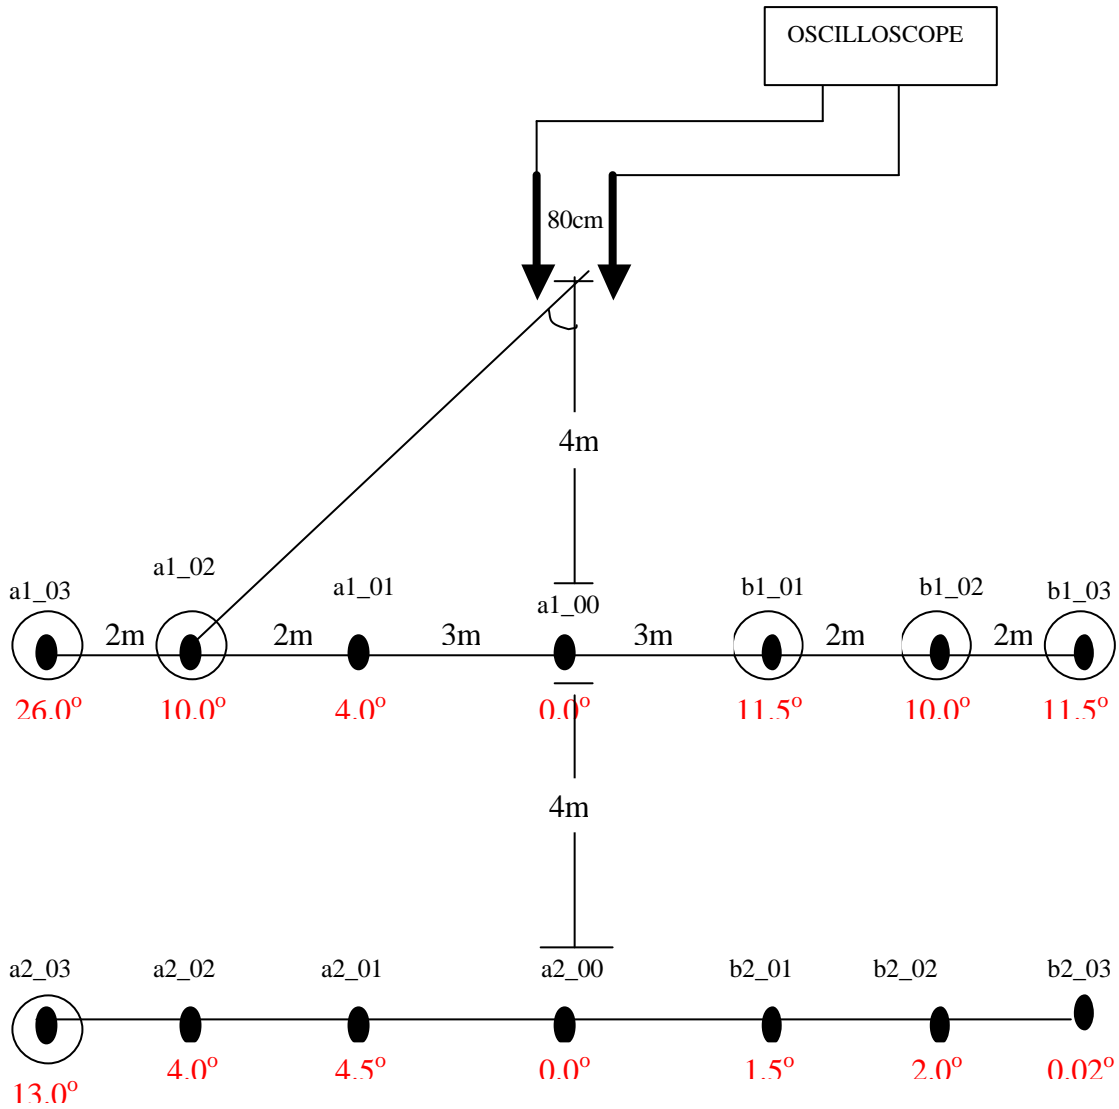 OSCILLOSCOPE
80cm
4m
a1_03 a1_02 a1_01 a1_00 b1_01 b1_02 b1_03
2m 2m 3m 3m 2m 2m
26.0° 10.0° 4.0° 0.0° 11.5° 10.0° 11.5°
4m
a2_03 a2_02 a2_01 a2_00 b2_01 b2_02 b2_03
13.0° 4.0° 4.5° 0.0° 1.5° 2.0° 0.02°